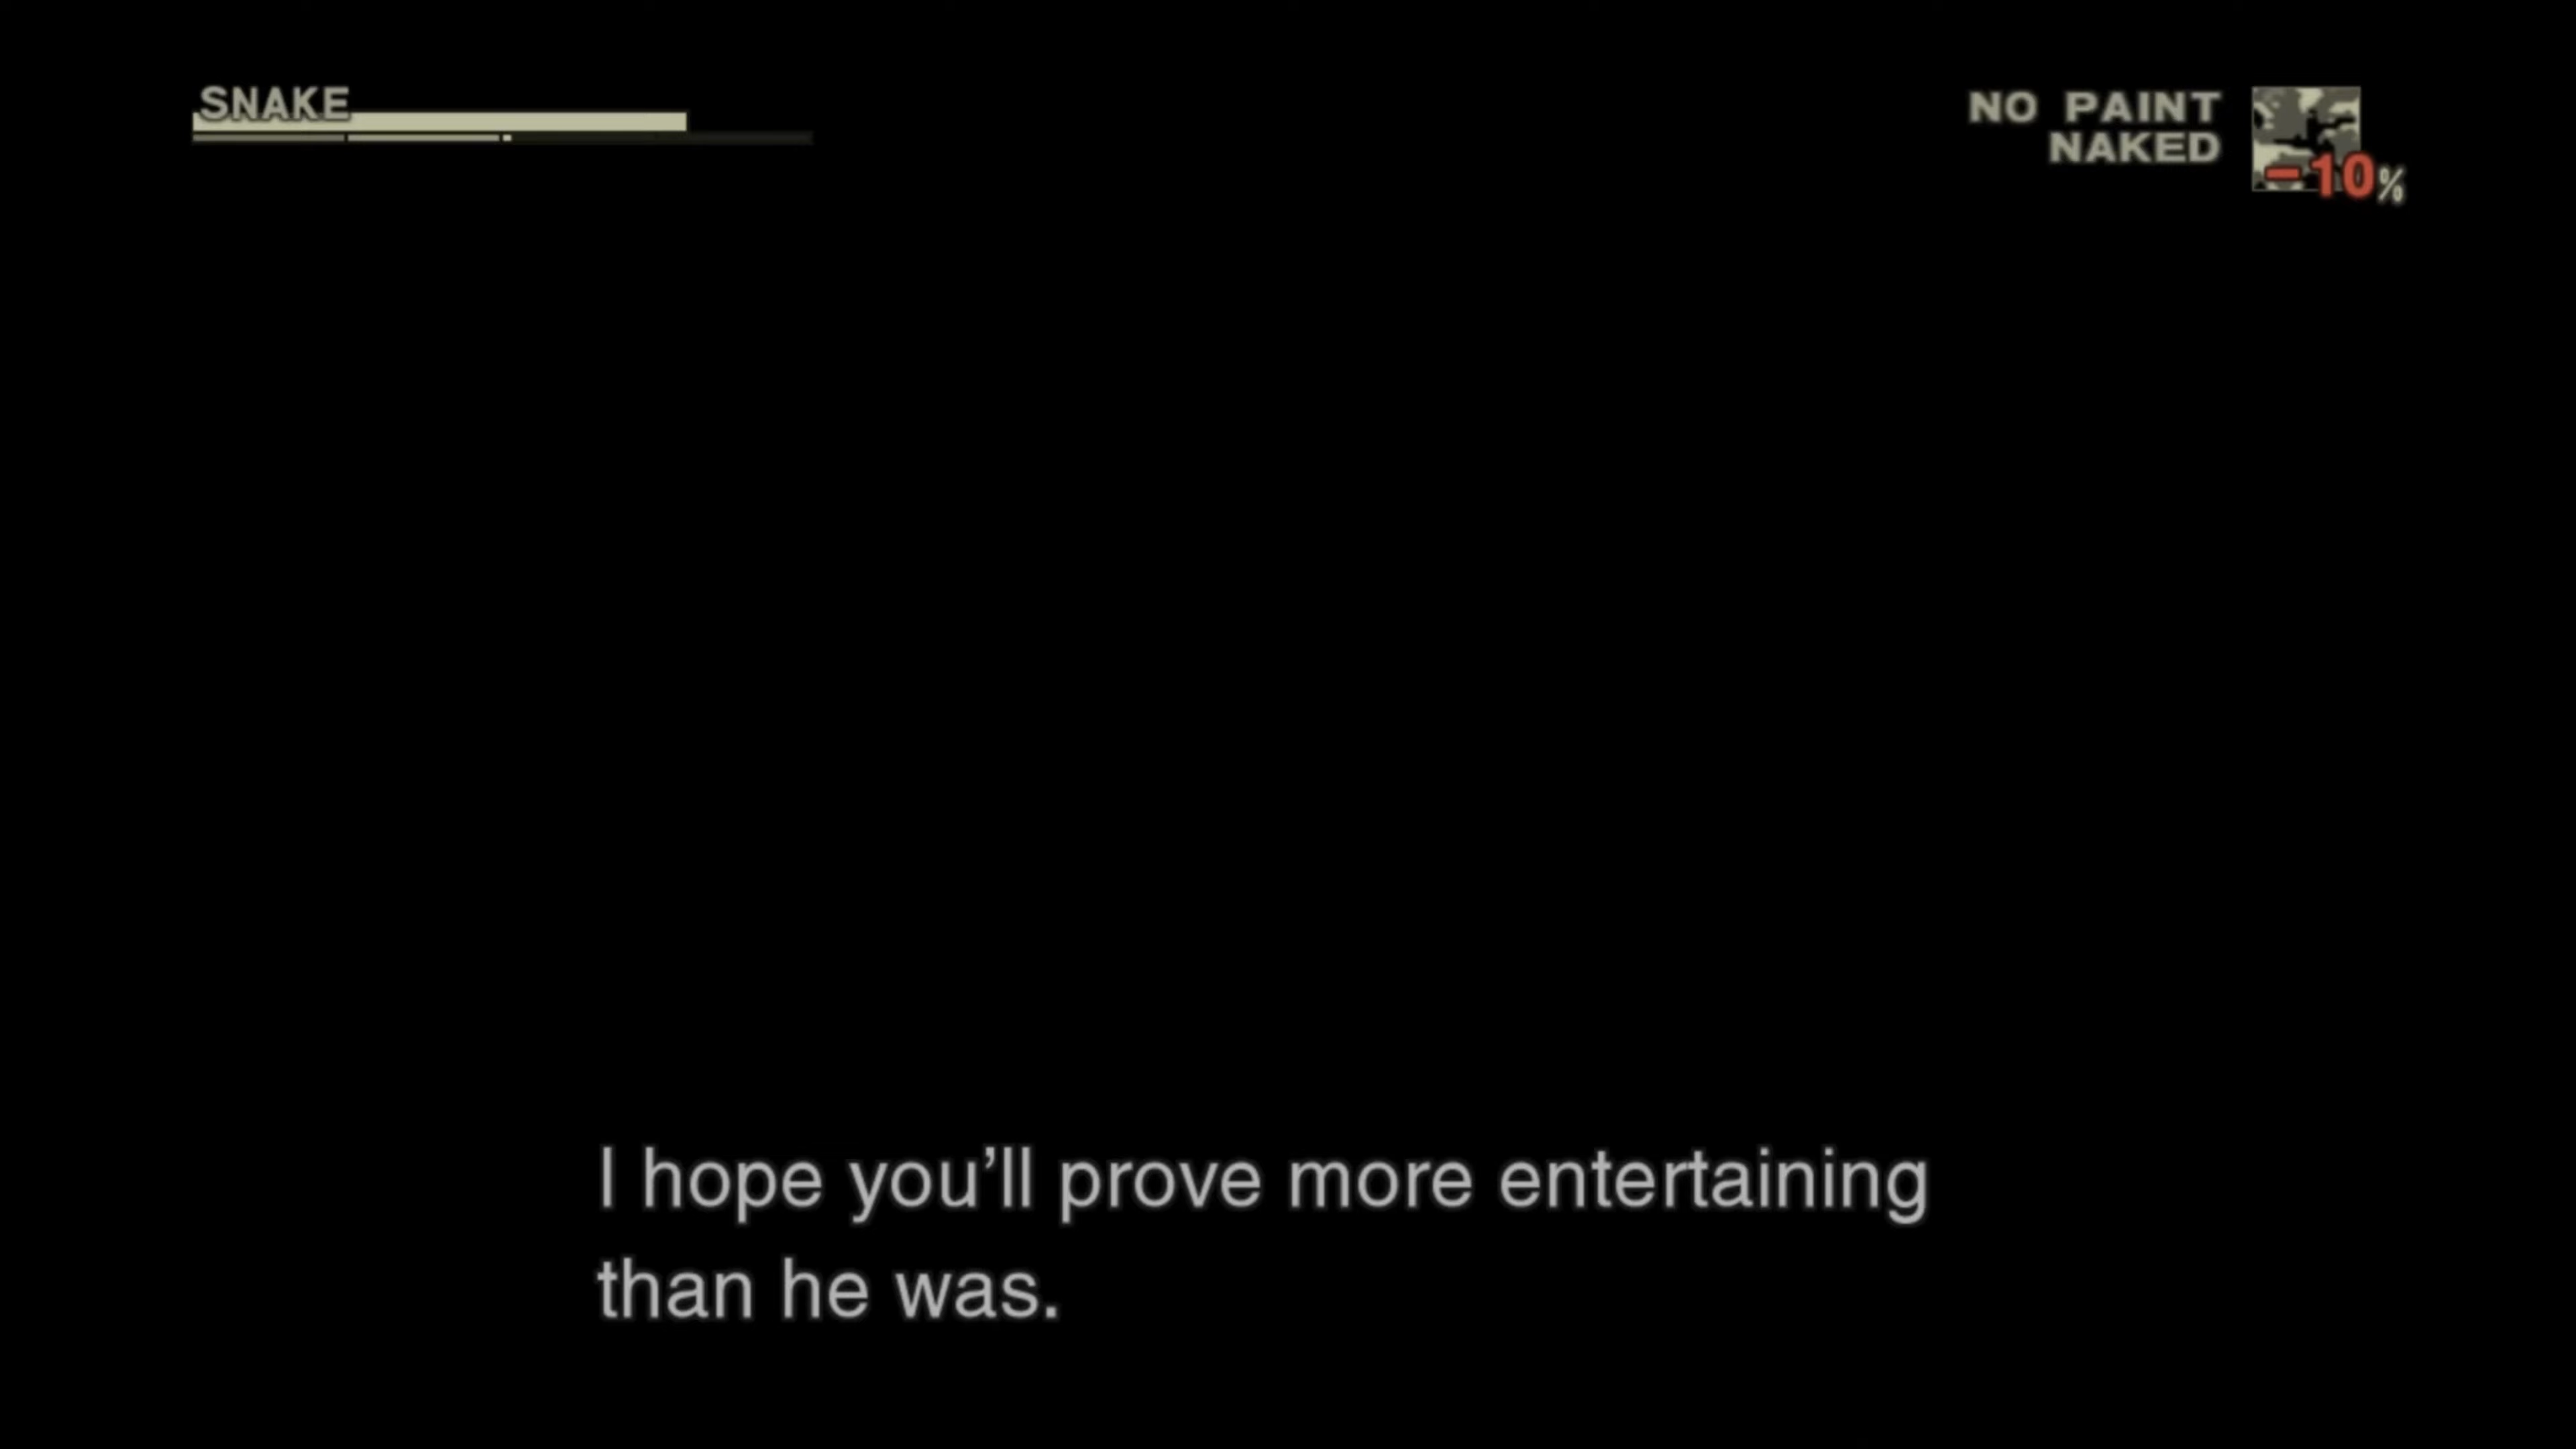 SNAKE
NO PAINT
NAKED
-10%
I hope you’ll prove more entertaining
than he was.